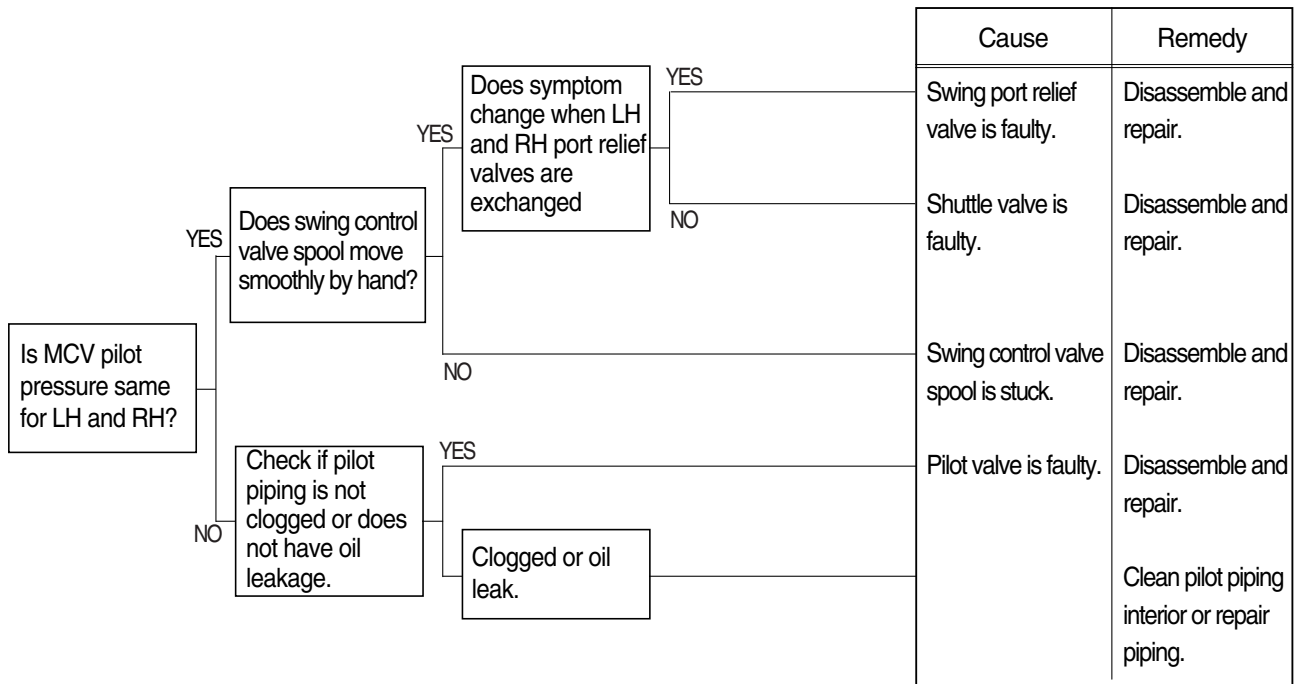 Cause
Remedy
Is MCV pilot
pressure same
for LH and RH?
YES
NO
Does swing control
valve spool move
smoothly by hand?
YES
NO
Does symptom
change when LH
and RH port relief
valves are
exchanged
YES
NO
Check if pilot
piping is not
clogged or does
not have oil
leakage.
YES
Clogged or oil
leak.
Swing port relief
valve is faulty.
Disassemble and
repair.
Shuttle valve is
faulty.
Disassemble and
repair.
Swing control valve
spool is stuck.
Disassemble and
repair.
Pilot valve is faulty.
Disassemble and
repair.
Clean pilot piping
interior or repair
piping.